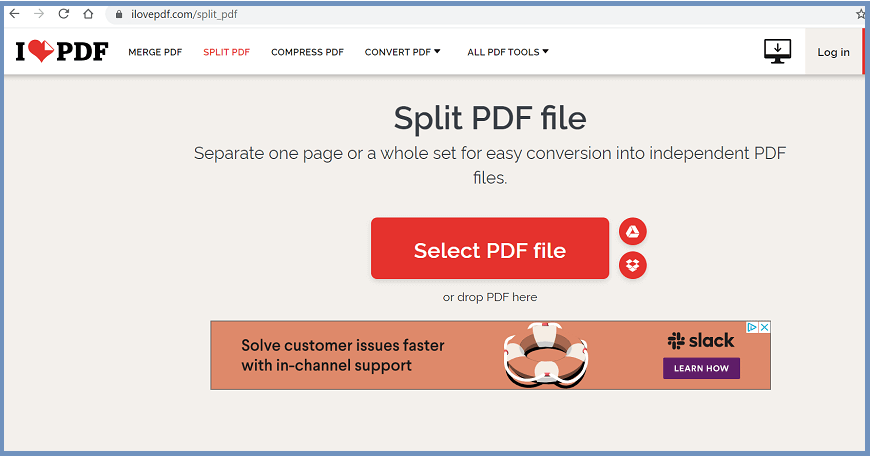 ilovepdf.com/split_pdf
I PDF MERGE PDF SPLIT PDF COMPRESS PDF CONVERT PDF ALL PDF TOOLS Log in
Split PDF file
Separate one page or a whole set for easy conversion into independent PDF
files.
Select PDF file
or drop PDF here
Solve customer issues faster
with in-channel support
slack
LEARN HOW